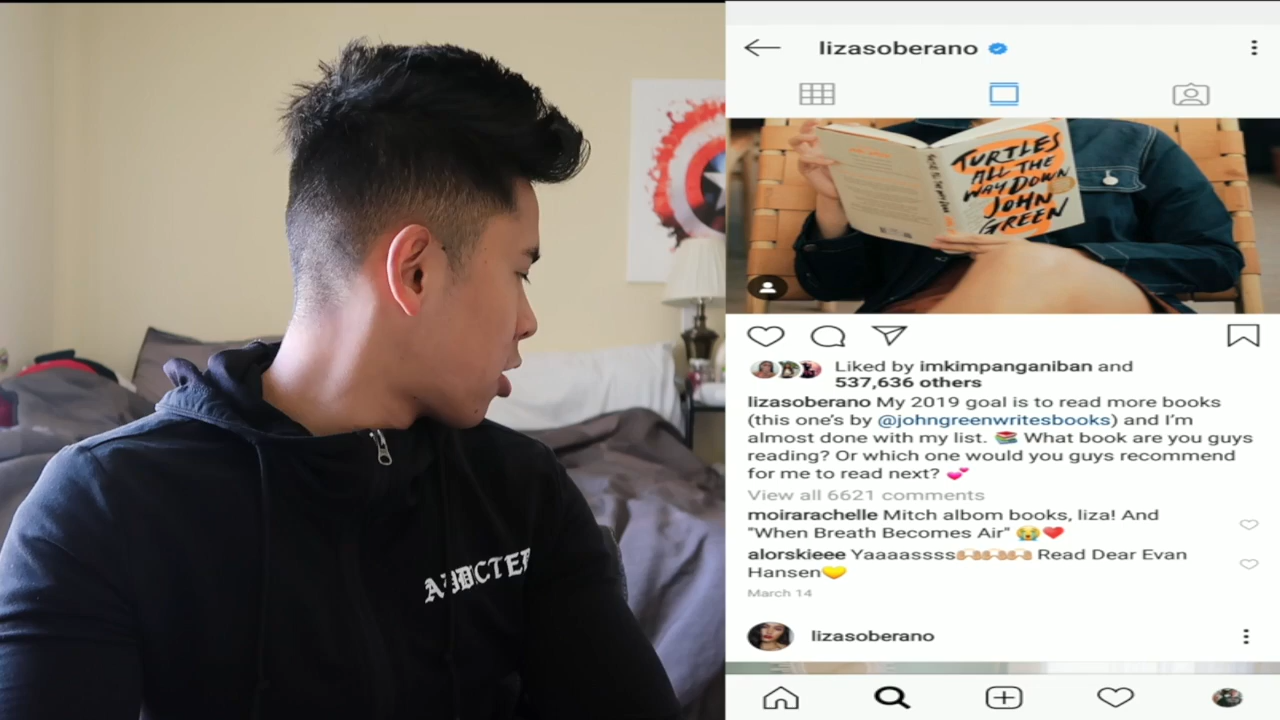 lizasoberano
TURTLES
ALL THE
WAY DOWN
JOHN
GREEN
Liked by imkimpanganiban and
537,636 others
lizasoberano My 2019 goal is to read more books
(this one's by @johngreenwritesbooks) and I'm
almost done with my list. 📚 What book are you guys
reading? Or which one would you guys recommend
for me to read next? 💕
View all 6621 comments
moirarachelle Mitch albom books, liza! And
"When Breath Becomes Air" 😭❤️
alorskieee Yaaaassss🙌🏼🙌🏼🙌🏼 Read Dear Evan
Hansen💛
March 14
lizasoberano